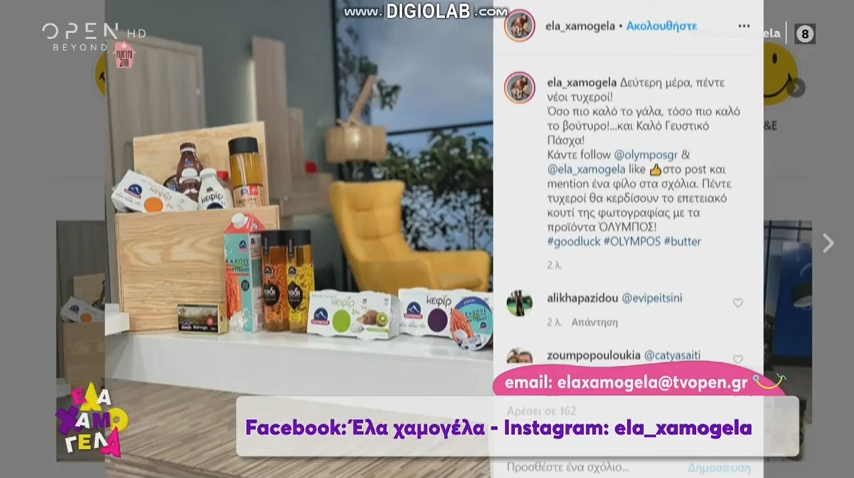 www.DIGIOLAB.com
OPEN HD
BEYOND
8
ela_xamogela • Ακολουθήστε
ela_xamogela Δεύτερη μέρα, πέντε
νέοι τυχεροί!
Όσο πιο καλό το γάλα, τόσο πιο καλό
το βούτυρο!...και Καλό Γευστικό
Πάσχα!
Κάντε follow @olymposgr &
@ela_xamogela like 👍στο post και
mention ένα φίλο στα σχόλια. Πέντε
τυχεροί θα κερδίσουν το επετειακό
κουτί της φωτογραφίας με τα
προϊόντα ΌΛΥΜΠΟΣ!
#goodluck #OLYMPOS #butter
2 λ.
alikhapazidou @evipeitsini
2 λ. Απάντηση
zoumpopouloukia @catyasaiti
κεφίρ
κεφίρ
email: elaxamogela@tvopen.gr
Αρέσει σε 162
ΕΛΑ
ΧΑΜΟ
ΓΕΛΑ
Facebook:Έλα χαμογέλα - Instagram: ela_xamogela
Προσθέστε ένα σχόλιο...
Δημοσίευση